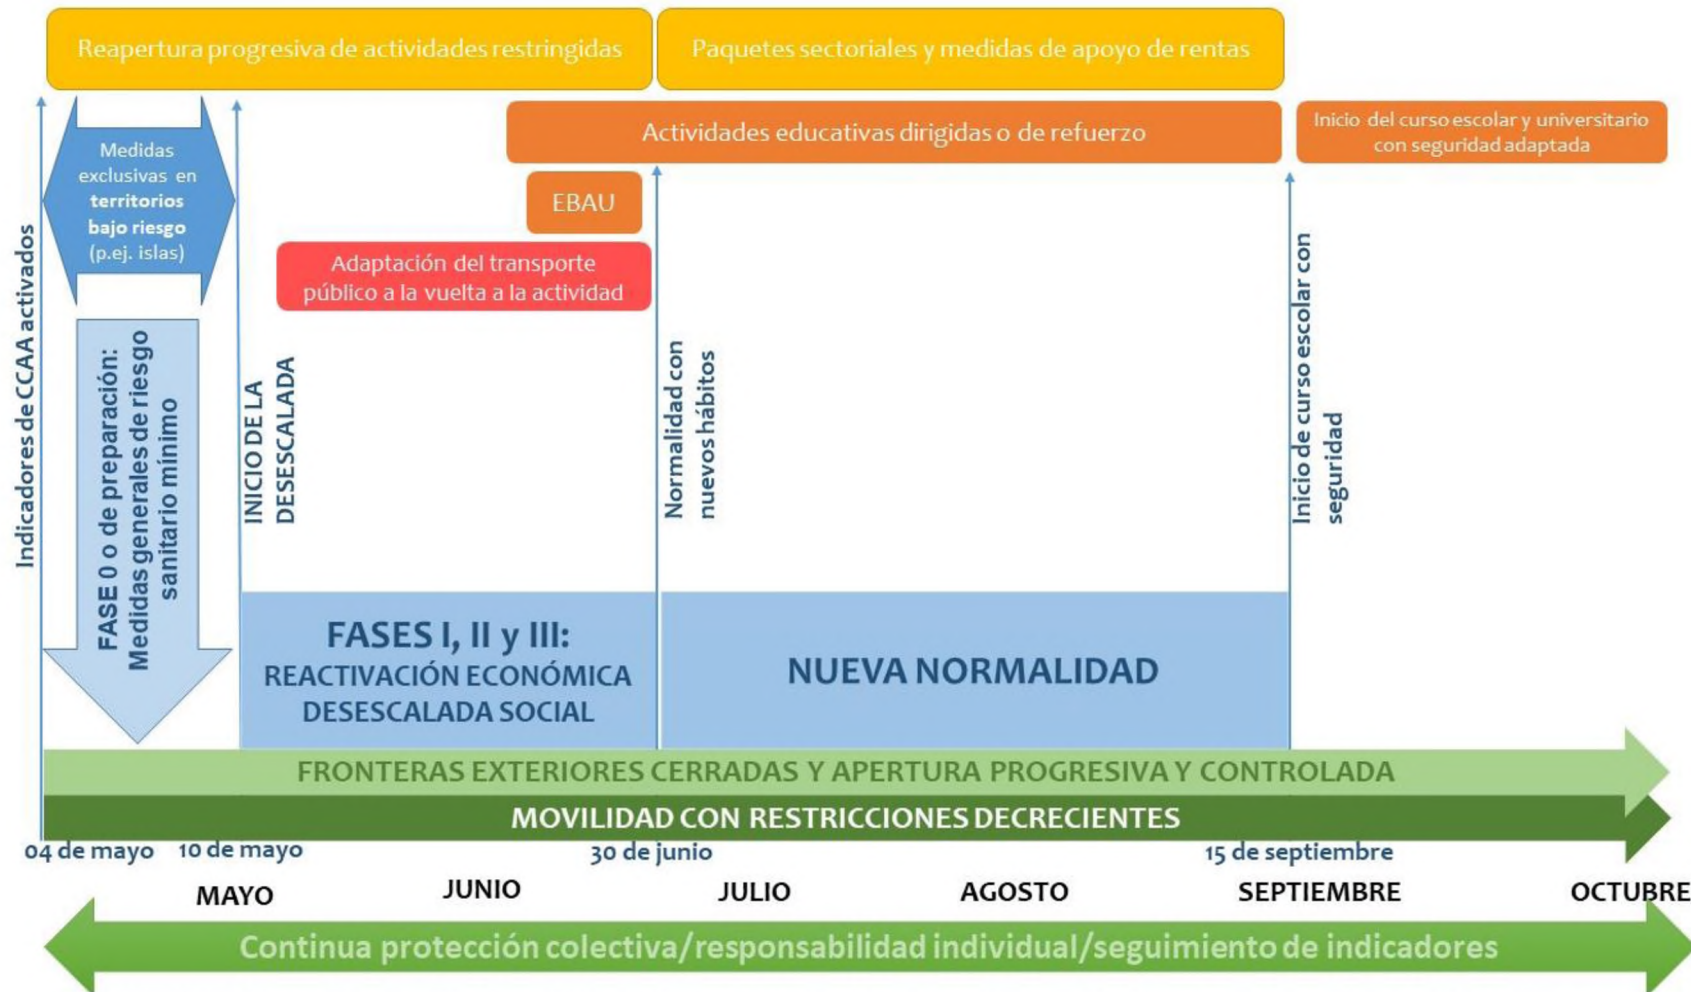 Reapertura progresiva de actividades restringidas
Paquetes sectoriales y medidas de apoyo de rentas
Actividades educativas dirigidas o de refuerzo
Inicio del curso escolar y universitario
con seguridad adaptada
Medidas
exclusivas en
territorios
bajo riesgo
(p.ej. islas)
EBAU
Adaptación del transporte
público a la vuelta a la actividad
Indicadores de CCAA activados
FASE 0 o de preparación:
Medidas generales de riesgo
sanitario mínimo
INICIO DE LA
DESESCALADA
Normalidad con
nuevos hábitos
Inicio de curso escolar con
seguridad
FASES I, II y III:
REACTIVACIÓN ECONÓMICA
DESESCALADA SOCIAL
NUEVA NORMALIDAD
FRONTERAS EXTERIORES CERRADAS Y APERTURA PROGRESIVA Y CONTROLADA
MOVILIDAD CON RESTRICCIONES DECRECIENTES
04 de mayo
10 de mayo
30 de junio
15 de septiembre
MAYO
JUNIO
JULIO
AGOSTO
SEPTIEMBRE
OCTUBRE
Continua protección colectiva/responsabilidad individual/seguimiento de indicadores